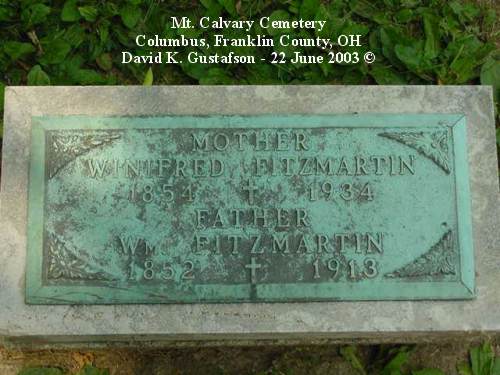 Mt. Calvary Cemetery
Columbus, Franklin County, OH
David K. Gustafson - 22 June 2003 ©
MOTHER
WINIFRED FITZMARTIN
1854 † 1934
FATHER
WM FITZMARTIN
1852 † 1913